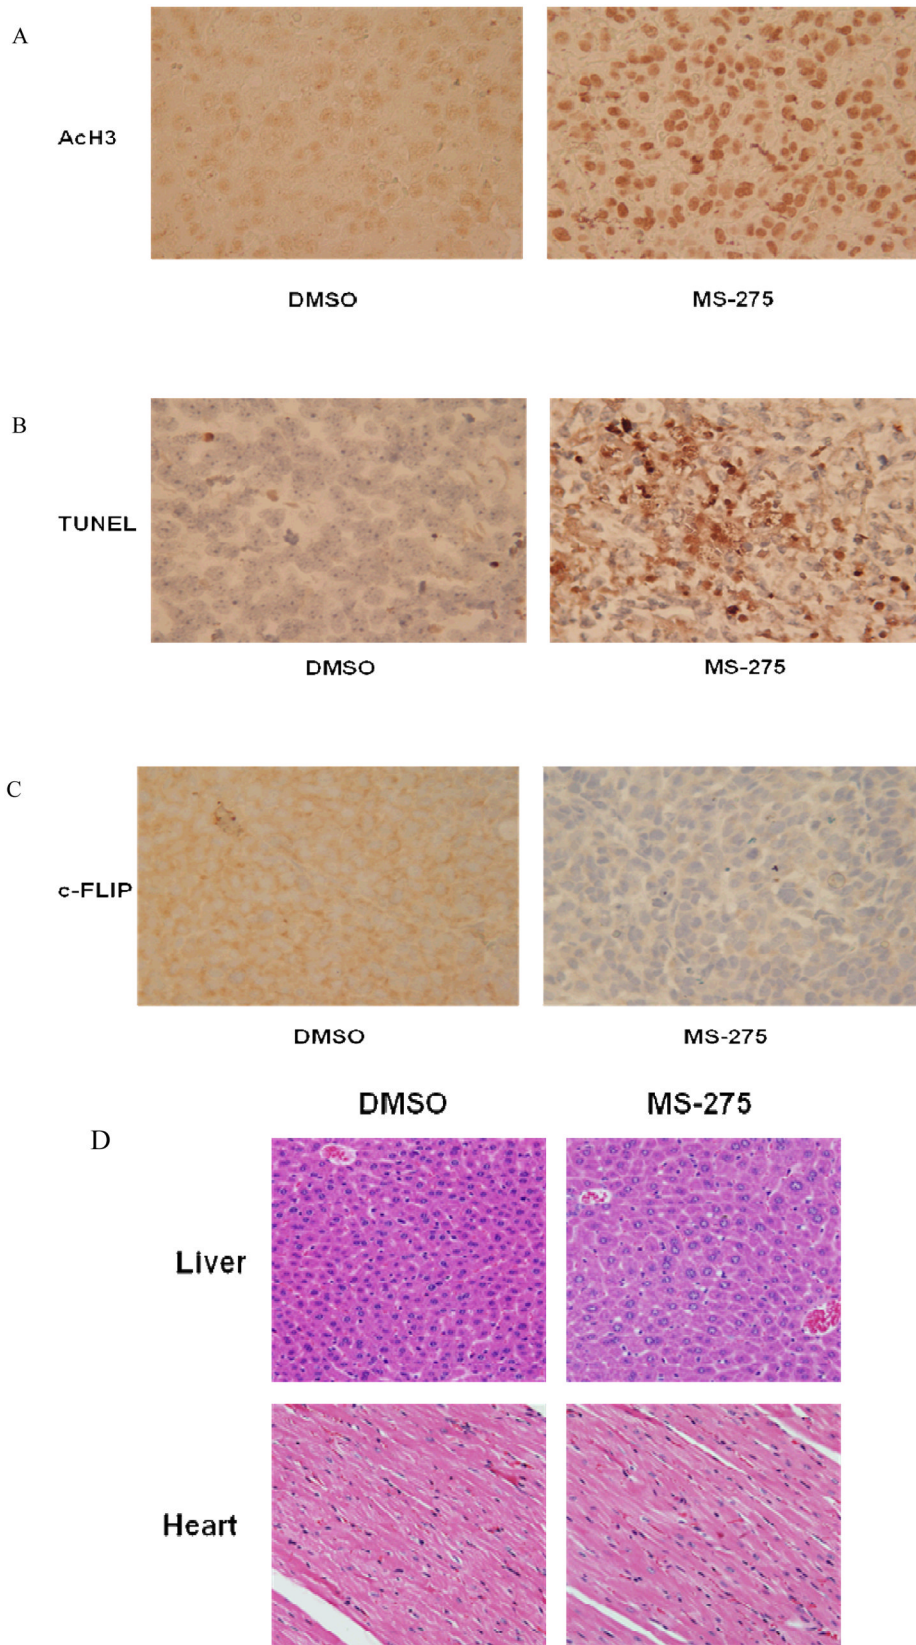 A
AcH3
DMSO MS-275
B
TUNEL
DMSO MS-275
C
c-FLIP
DMSO MS-275
DMSO MS-275
D
Liver
Heart